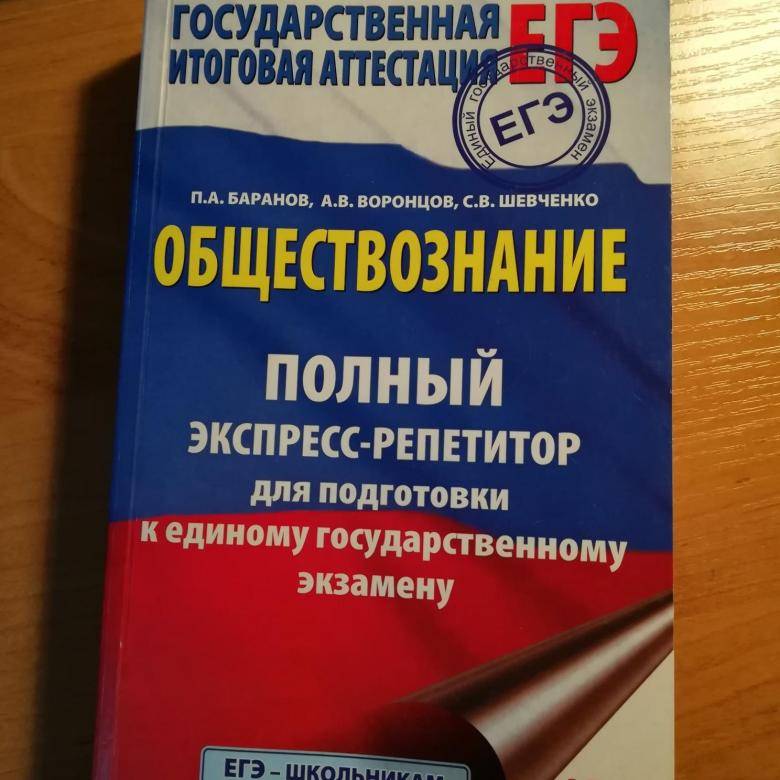 ГОСУДАРСТВЕННАЯ
ИТОГОВАЯ АТТЕСТАЦИЯ ЕГЭ
Единый государственный экзамен
ЕГЭ
П.А. БАРАНОВ, А.В. ВОРОНЦОВ, С.В. ШЕВЧЕНКО
ОБЩЕСТВОЗНАНИЕ
ПОЛНЫЙ
ЭКСПРЕСС-РЕПЕТИТОР
для подготовки
к единому государственному
экзамену
ЕГЭ – ШКОЛЬНИКАМ